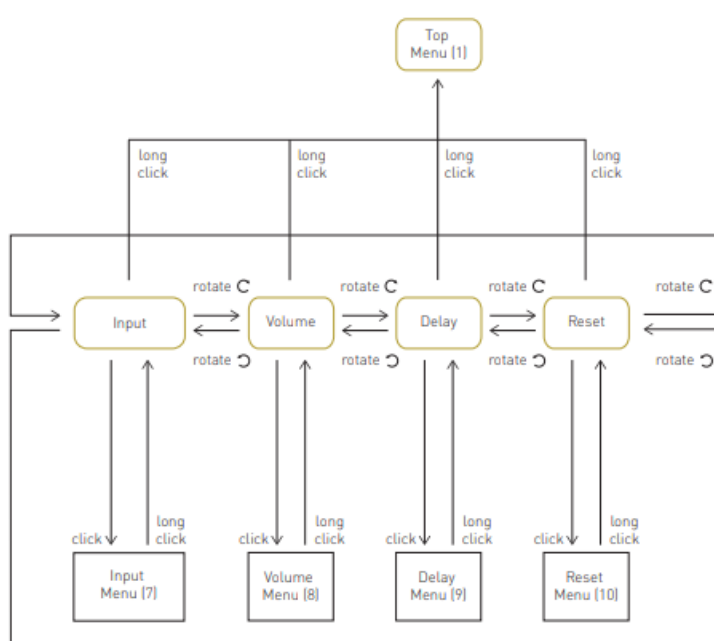 Top
Menu (1)
long
click
long
click
long
click
long
click
rotate
rotate
rotate
rotate
Input
Volume
Delay
Reset
rotate
rotate
rotate
rotate
click
long
click
click
long
click
click
long
click
click
long
click
Input
Menu (7)
Volume
Menu (8)
Delay
Menu (9)
Reset
Menu (10)